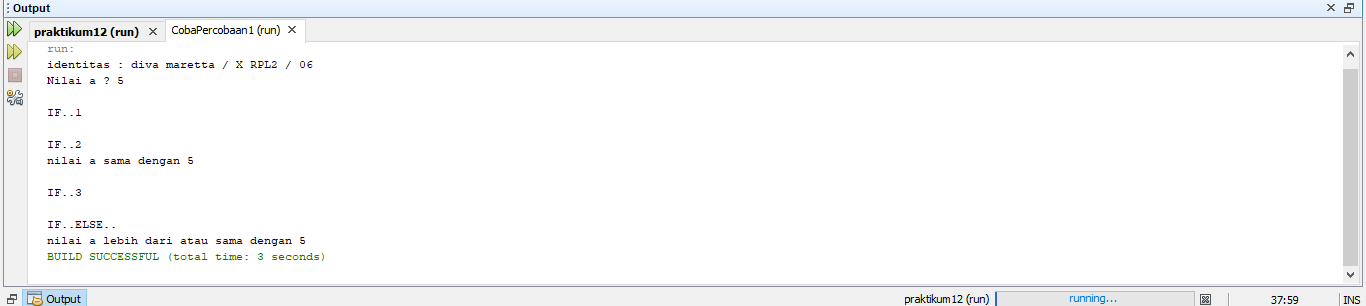 Output
praktikum12 (run)
CobaPercobaan1 (run)
run:
identitas : diva maretta / X RPL2 / 06
Nilai a ? 5
IF..1
IF..2
nilai a sama dengan 5
IF..3
IF..ELSE..
nilai a lebih dari atau sama dengan 5
BUILD SUCCESSFUL (total time: 3 seconds)
Output
praktikum12 (run)
running...
37:59
INS